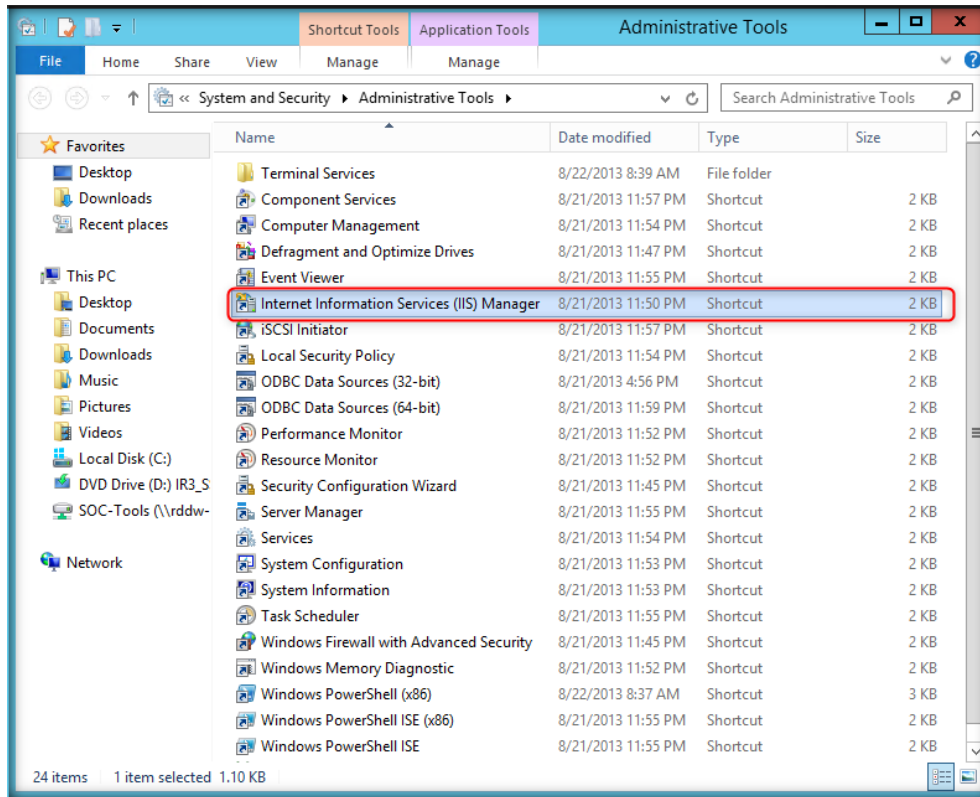 Shortcut Tools Application Tools Administrative Tools
File Home Share View Manage Manage
« System and Security Administrative Tools Search Administrative Tools
Name Date modified Type Size
Favorites
Desktop
Downloads
Recent places
This PC
Desktop
Documents
Downloads
Music
Pictures
Videos
Local Disk (C:)
DVD Drive (D:) IR3_S
SOC-Tools (\\rddw-
Network
Terminal Services 8/22/2013 8:39 AM File folder
Component Services 8/21/2013 11:57 PM Shortcut 2 KB
Computer Management 8/21/2013 11:54 PM Shortcut 2 KB
Defragment and Optimize Drives 8/21/2013 11:47 PM Shortcut 2 KB
Event Viewer 8/21/2013 11:55 PM Shortcut 2 KB
Internet Information Services (IIS) Manager 8/21/2013 11:50 PM Shortcut 2 KB
iSCSI Initiator 8/21/2013 11:57 PM Shortcut 2 KB
Local Security Policy 8/21/2013 11:54 PM Shortcut 2 KB
ODBC Data Sources (32-bit) 8/21/2013 4:56 PM Shortcut 2 KB
ODBC Data Sources (64-bit) 8/21/2013 11:59 PM Shortcut 2 KB
Performance Monitor 8/21/2013 11:52 PM Shortcut 2 KB
Resource Monitor 8/21/2013 11:52 PM Shortcut 2 KB
Security Configuration Wizard 8/21/2013 11:45 PM Shortcut 2 KB
Server Manager 8/21/2013 11:55 PM Shortcut 2 KB
Services 8/21/2013 11:54 PM Shortcut 2 KB
System Configuration 8/21/2013 11:53 PM Shortcut 2 KB
System Information 8/21/2013 11:53 PM Shortcut 2 KB
Task Scheduler 8/21/2013 11:55 PM Shortcut 2 KB
Windows Firewall with Advanced Security 8/21/2013 11:45 PM Shortcut 2 KB
Windows Memory Diagnostic 8/21/2013 11:52 PM Shortcut 2 KB
Windows PowerShell (x86) 8/22/2013 8:37 AM Shortcut 3 KB
Windows PowerShell ISE (x86) 8/21/2013 11:55 PM Shortcut 2 KB
Windows PowerShell ISE 8/21/2013 11:55 PM Shortcut 2 KB
24 items 1 item selected 1.10 KB